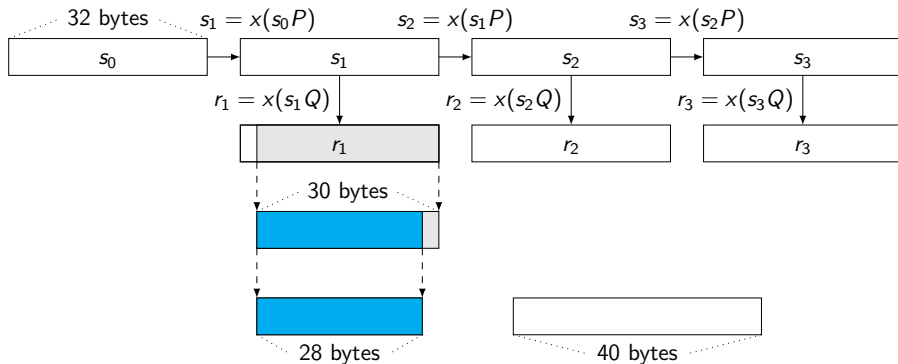 32 bytes
s₁ = x(s₀P)
s₂ = x(s₁P)
s₃ = x(s₂P)
s₀
s₁
s₂
s₃
r₁ = x(s₁Q)
r₂ = x(s₂Q)
r₃ = x(s₃Q)
r₁
r₂
r₃
30 bytes
28 bytes
40 bytes